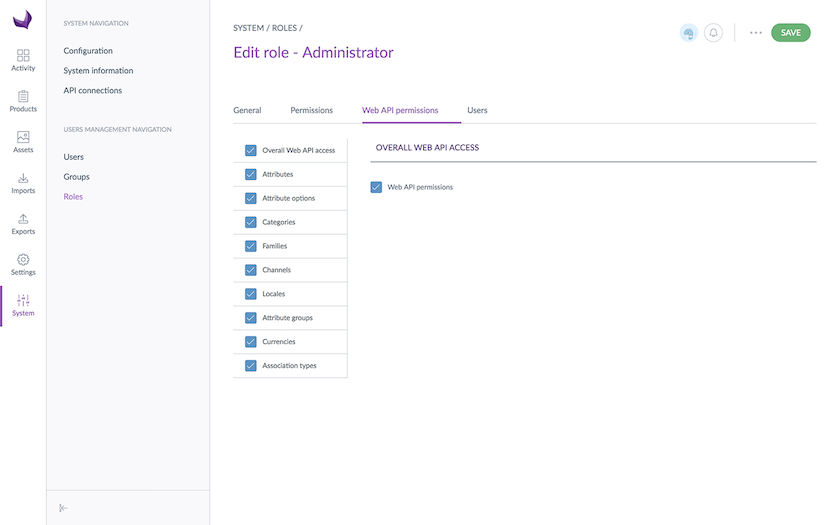 Activity
Products
Assets
Imports
Exports
Settings
System
SYSTEM NAVIGATION
Configuration
System information
API connections
USERS MANAGEMENT NAVIGATION
Users
Groups
Roles
SYSTEM / ROLES /
Edit role - Administrator
SAVE
General Permissions Web API permissions Users
Overall Web API access
Attributes
Attribute options
Categories
Families
Channels
Locales
Attribute groups
Currencies
Association types
OVERALL WEB API ACCESS
Web API permissions